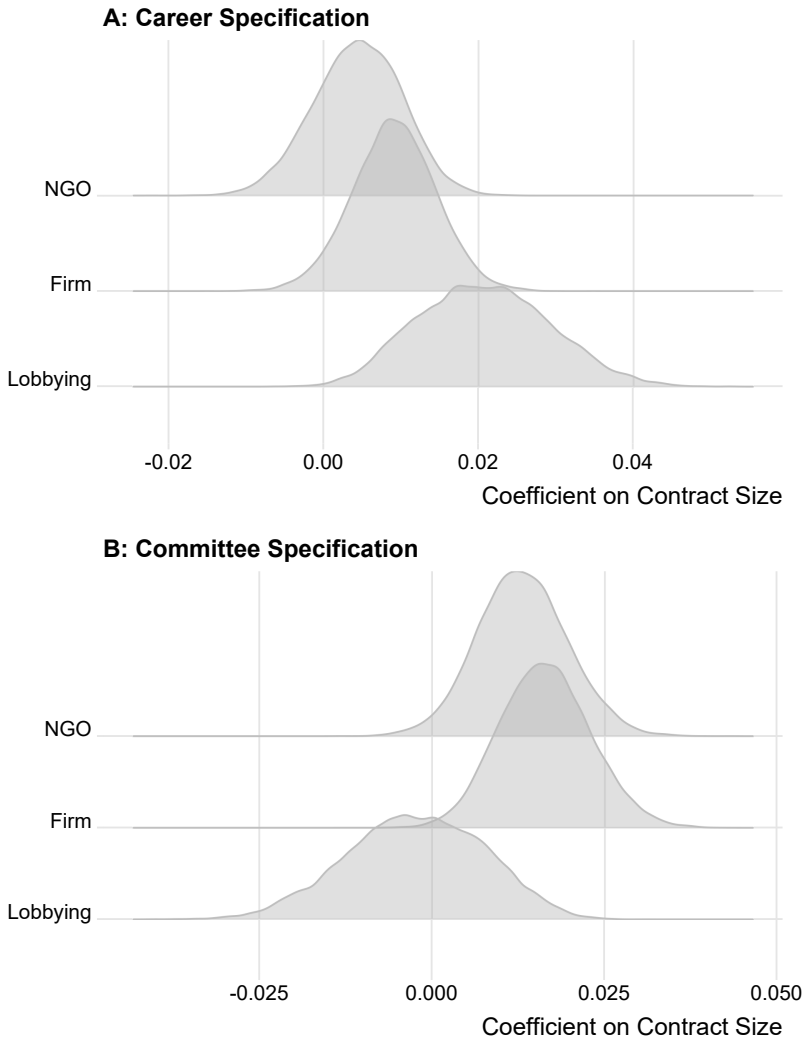 A: Career Specification
NGO
Firm
Lobbying
-0.02 0.00 0.02 0.04
Coefficient on Contract Size
B: Committee Specification
NGO
Firm
Lobbying
-0.025 0.000 0.025 0.050
Coefficient on Contract Size